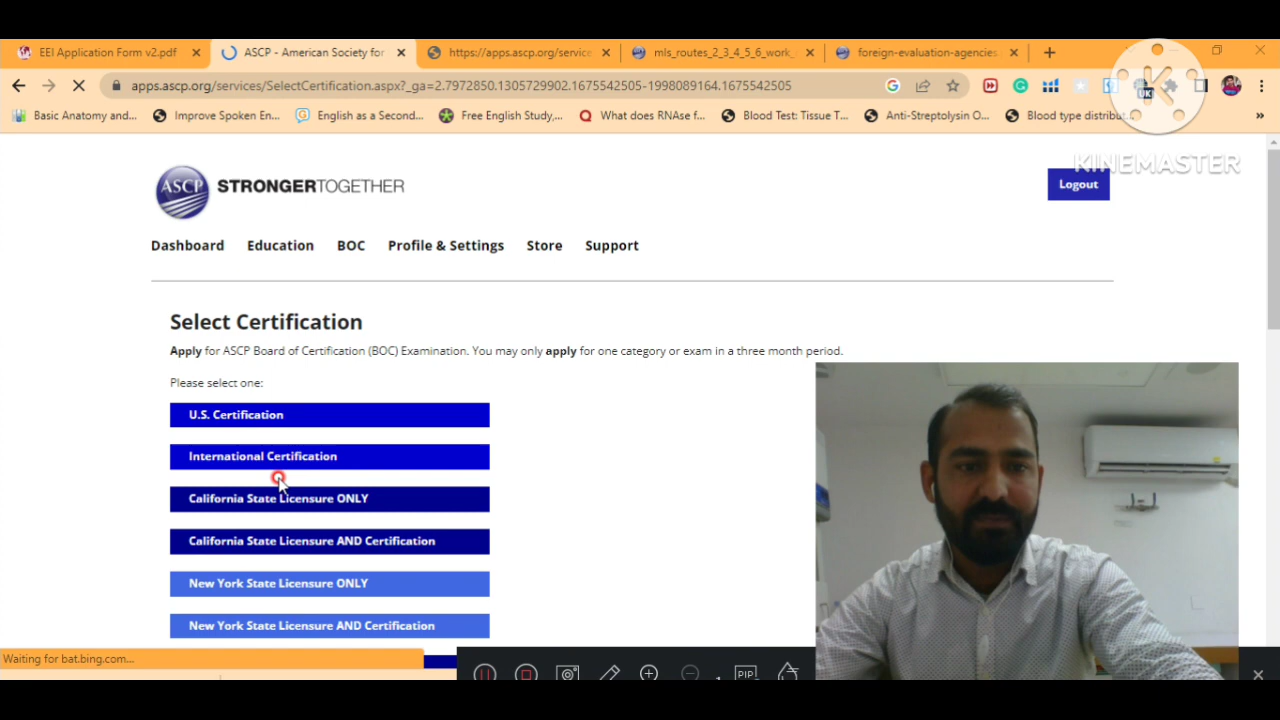 EEI Application Form v2.pdf
ASCP - American Society for
https://apps.ascp.org/service
mls_routes_2_3_4_5_6_work_
foreign-evaluation-agencies
apps.ascp.org/services/SelectCertification.aspx?_ga=2.7972850.1305729902.1675542505-1998089164.1675542505
UK
Basic Anatomy and...
Improve Spoken En...
English as a Second...
Free English Study,...
What does RNAse f...
Blood Test: Tissue T...
Anti-Streptolysin O...
Blood type distribut...
K
KINEMASTER
ASCP STRONGERTOGETHER
Logout
Dashboard Education BOC Profile & Settings Store Support
Select Certification
Apply for ASCP Board of Certification (BOC) Examination. You may only apply for one category or exam in a three month period.
Please select one:
U.S. Certification
International Certification
California State Licensure ONLY
California State Licensure AND Certification
New York State Licensure ONLY
New York State Licensure AND Certification
Waiting for bat.bing.com...
PIP